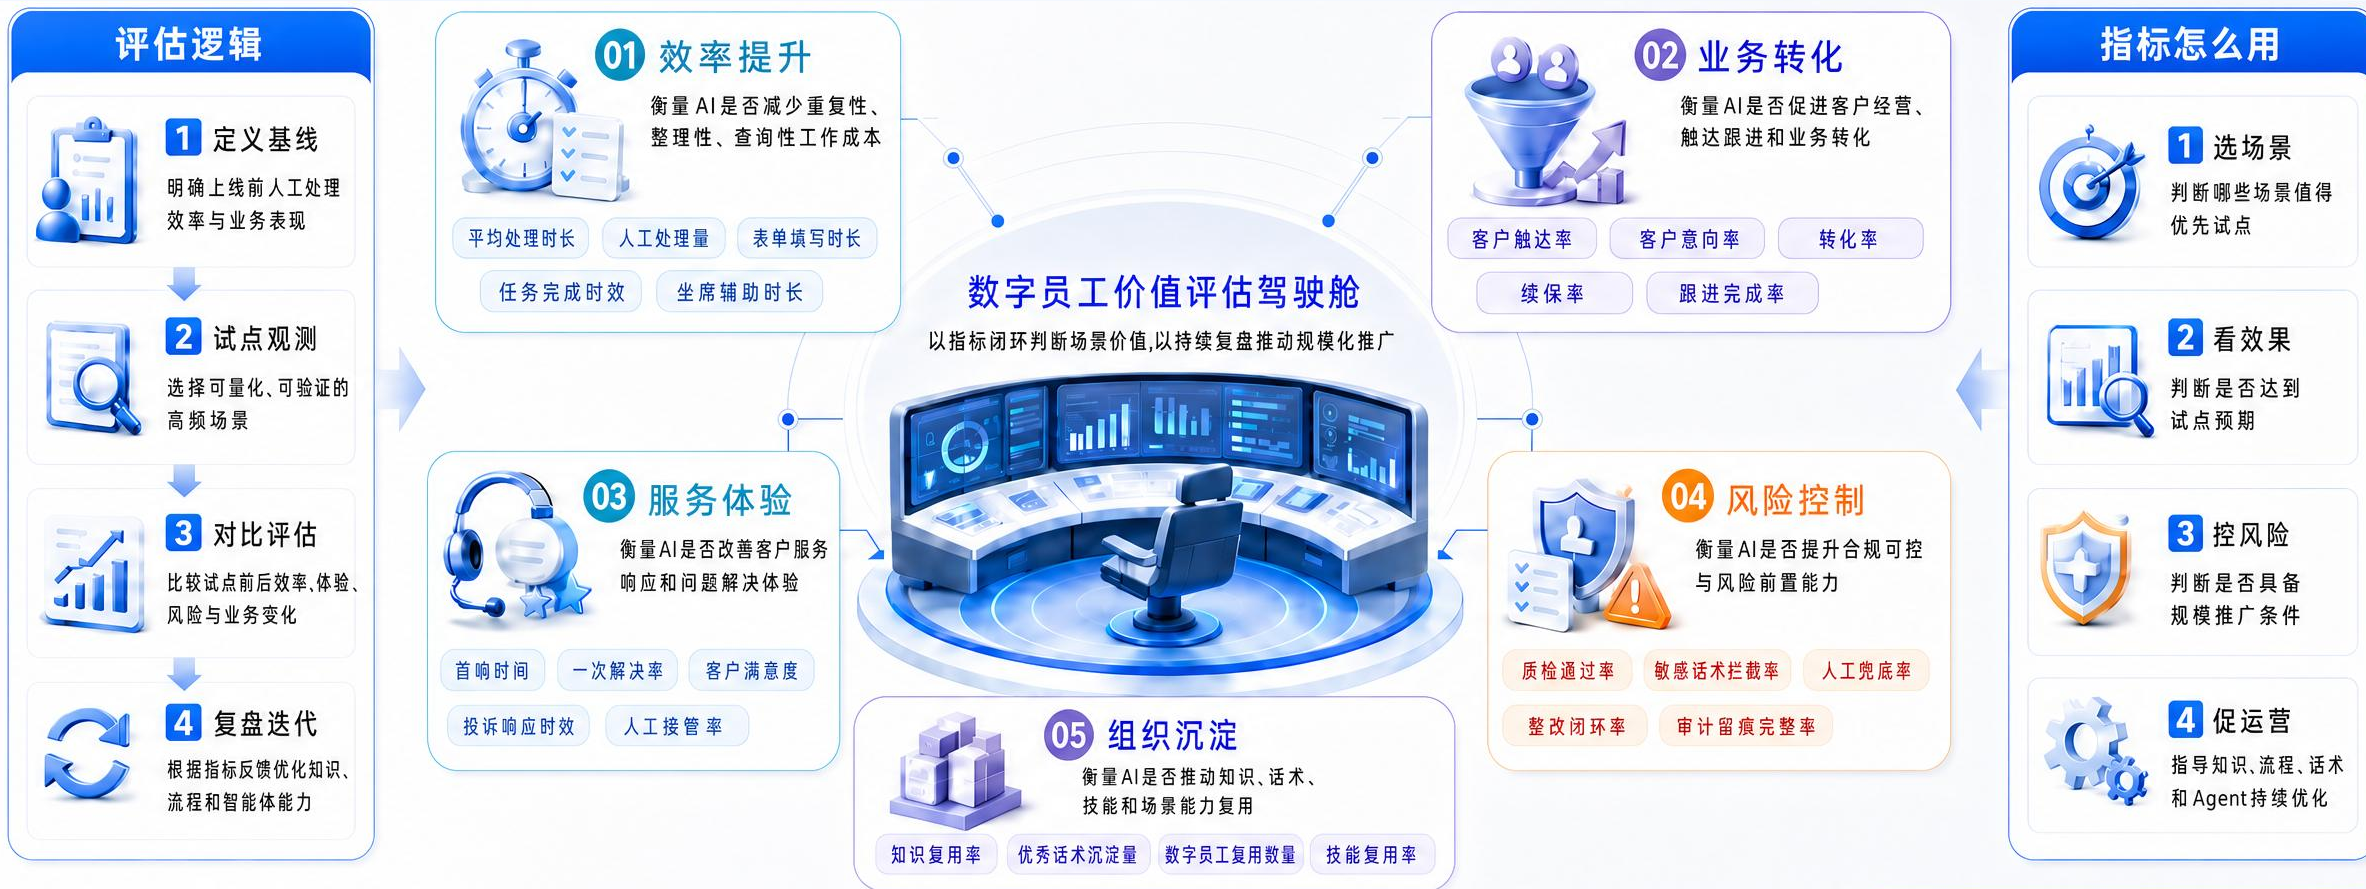 评估逻辑
1 定义基线
明确上线前人工处理
效率与业务表现
2 试点观测
选择可量化、可验证的
高频场景
3 对比评估
比较试点前后效率、体验、
风险与业务变化
4 复盘迭代
根据指标反馈优化知识、
流程和智能体能力
01 效率提升
衡量AI是否减少重复性、
整理性、查询性工作成本
平均处理时长 人工处理量 表单填写时长
任务完成时效 坐席辅助时长
02 业务转化
衡量AI是否促进客户经营、
触达跟进和业务转化
客户触达率 客户意向率 转化率
续保率 跟进完成率
数字员工价值评估驾驶舱
以指标闭环判断场景价值,以持续复盘推动规模化推广
03 服务体验
衡量AI是否改善客户服务
响应和问题解决体验
首响时间 一次解决率 客户满意度
投诉响应时效 人工接管率
04 风险控制
衡量AI是否提升合规可控
与风险前置能力
质检通过率 敏感话术拦截率 人工兜底率
整改闭环率 审计留痕完整率
05 组织沉淀
衡量AI是否推动知识、话术、
技能和场景能力复用
知识复用率 优秀话术沉淀量 数字员工复用数量 技能复用率
指标怎么用
1 选场景
判断哪些场景值得
优先试点
2 看效果
判断是否达到
试点预期
3 控风险
判断是否具备
规模推广条件
4 促运营
指导知识、流程、话术
和Agent持续优化